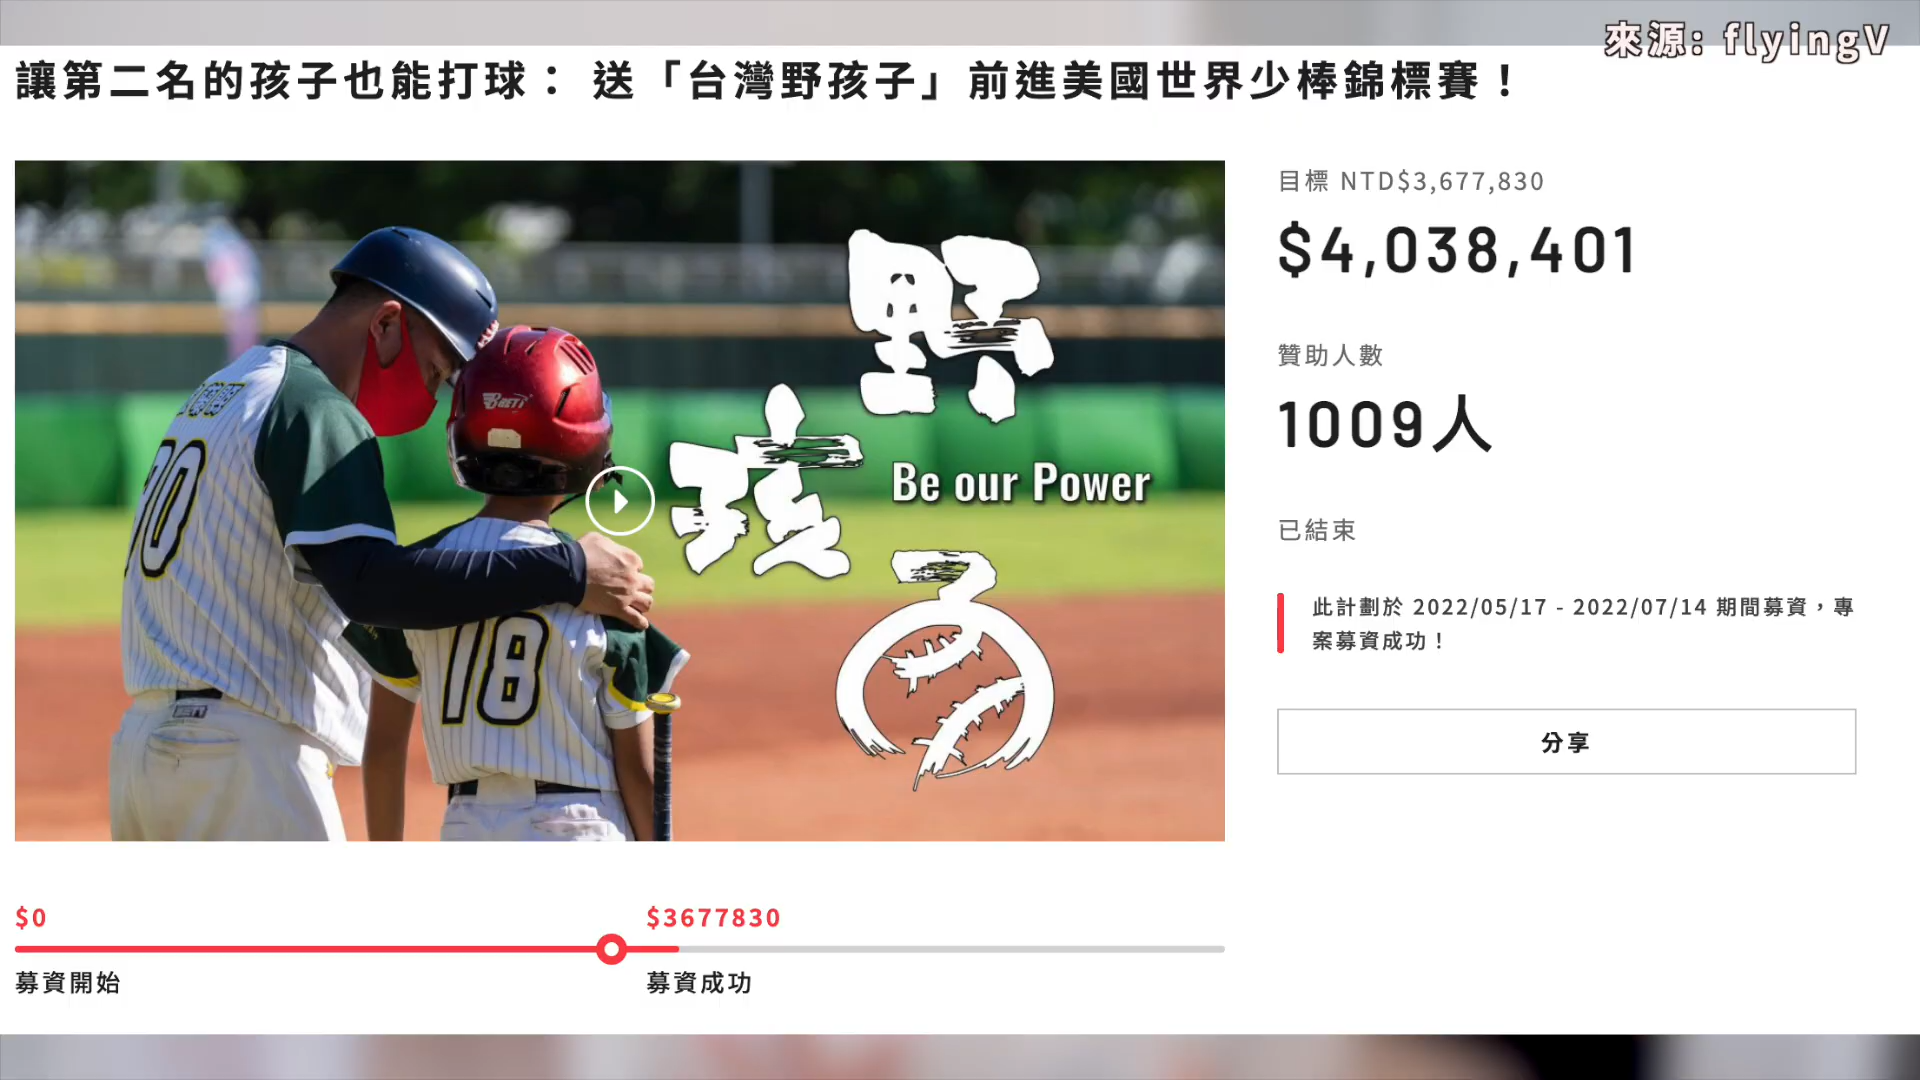 來源: flyingV
讓第二名的孩子也能打球： 送「台灣野孩子」前進美國世界少棒錦標賽！
野
孩
子
Be our Power
BRETT
10
18
目標 NTD$3,677,830
$4,038,401
贊助人數
1009人
已結束
此計劃於 2022/05/17 - 2022/07/14 期間募資，專
案募資成功！
分享
$0
$3677830
募資開始
募資成功